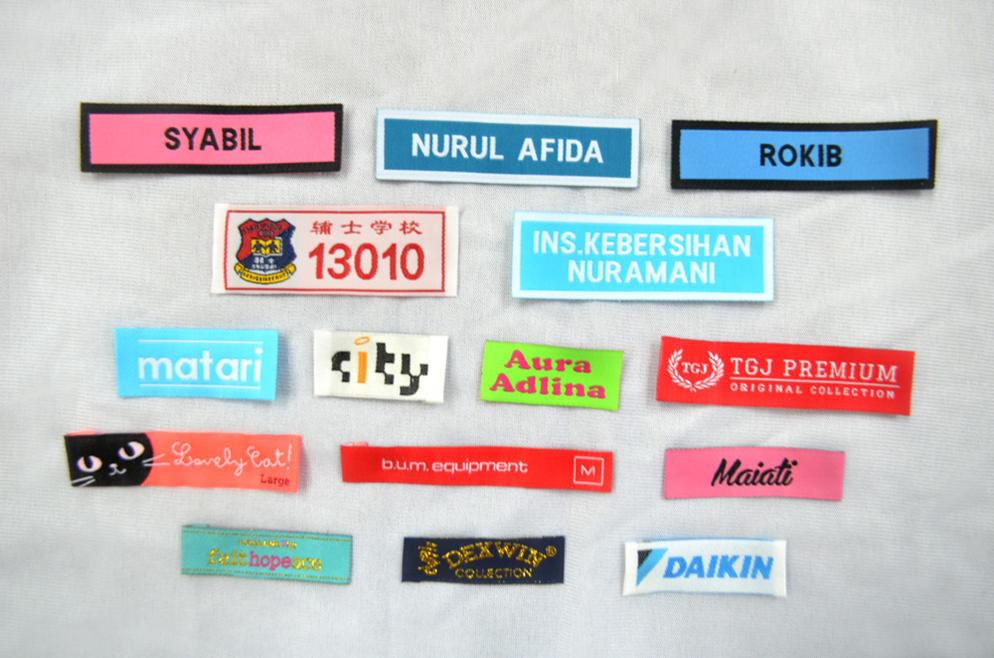 SYABIL
NURUL AFIDA
ROKIB
辅士学校
13010
INS.KEBERSIHAN
NURAMANI
matari
city
Aura
Adlina
TGJ
TGJ PREMIUM
ORIGINAL COLLECTION
Lovely Cat!
Large
b.u.m. equipment
M
Maiati
faithopeace
DEXWIN®
COLLECTION
DAIKIN